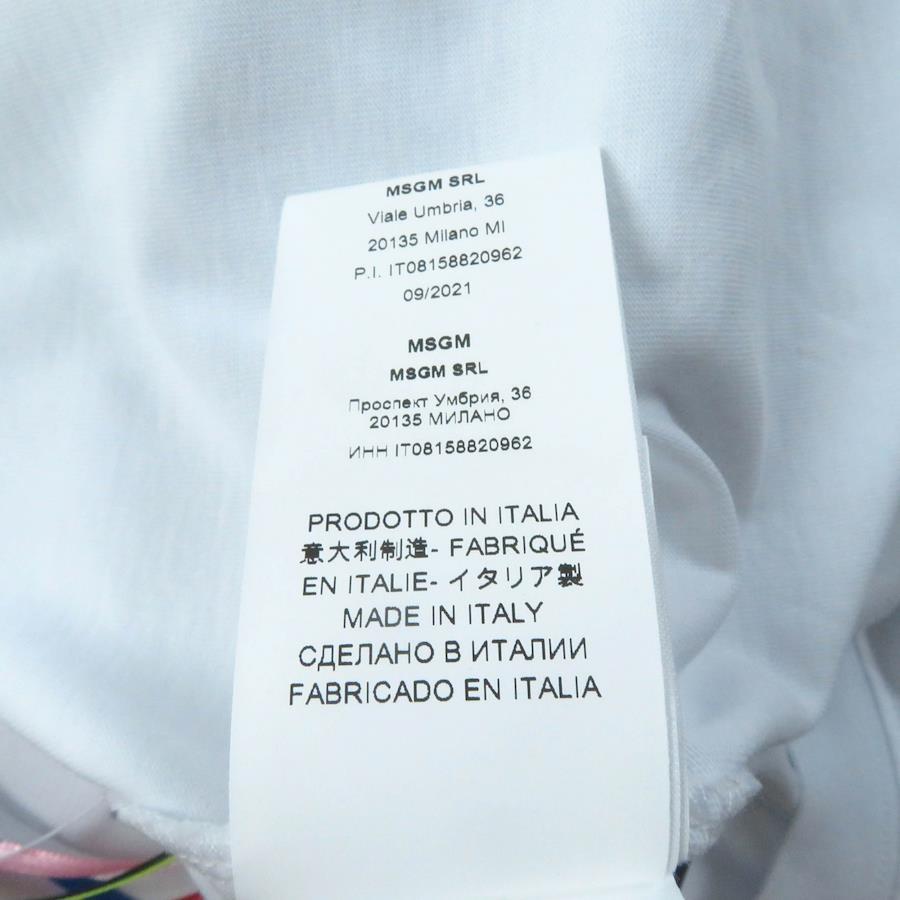 MSGM SRL
Viale Umbria, 36
20135 Milano MI
P.I. IT08158820962
09/2021
MSGM
MSGM SRL
Проспект Умбрия, 36
20135 МИЛАНО
ИНН IT08158820962
PRODOTTO IN ITALIA
意大利制造- FABRIQUÉ
EN ITALIE- イタリア製
MADE IN ITALY
СДЕЛАНО В ИТАЛИИ
FABRICADO EN ITALIA